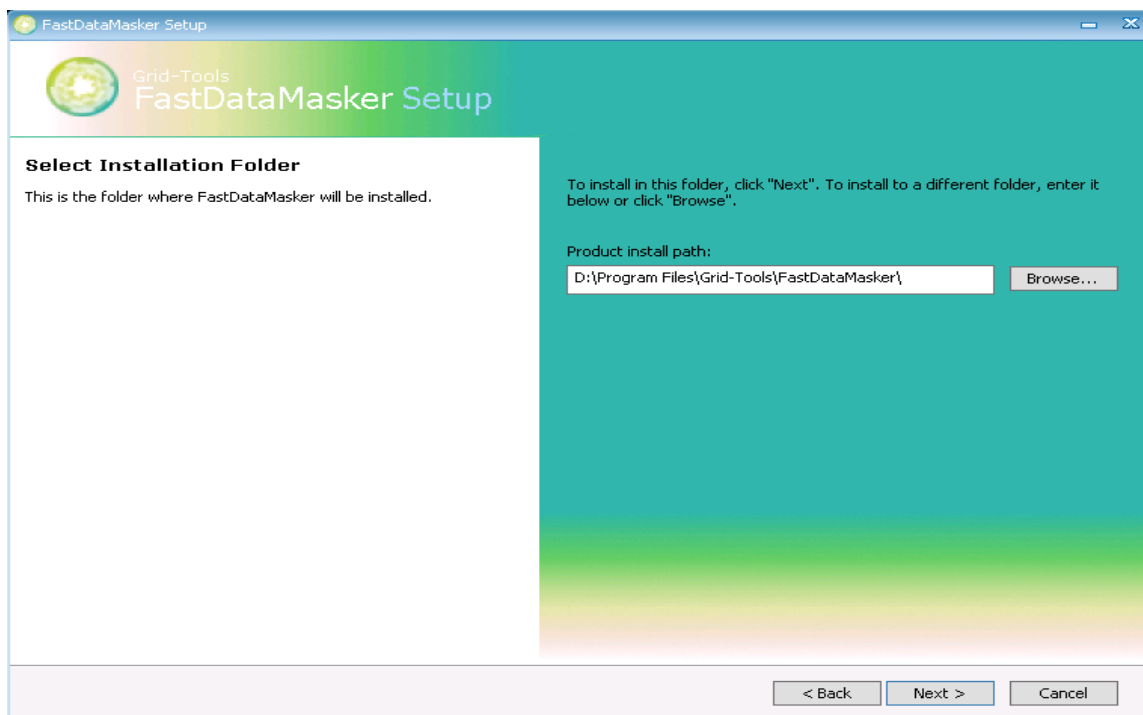 FastDataMasker Setup
Grid-Tools
FastDataMasker Setup
Select Installation Folder
This is the folder where FastDataMasker will be installed.
To install in this folder, click "Next". To install to a different folder, enter it
below or click "Browse".
Product install path:
D:\Program Files\Grid-Tools\FastDataMasker\
Browse...
< Back
Next >
Cancel